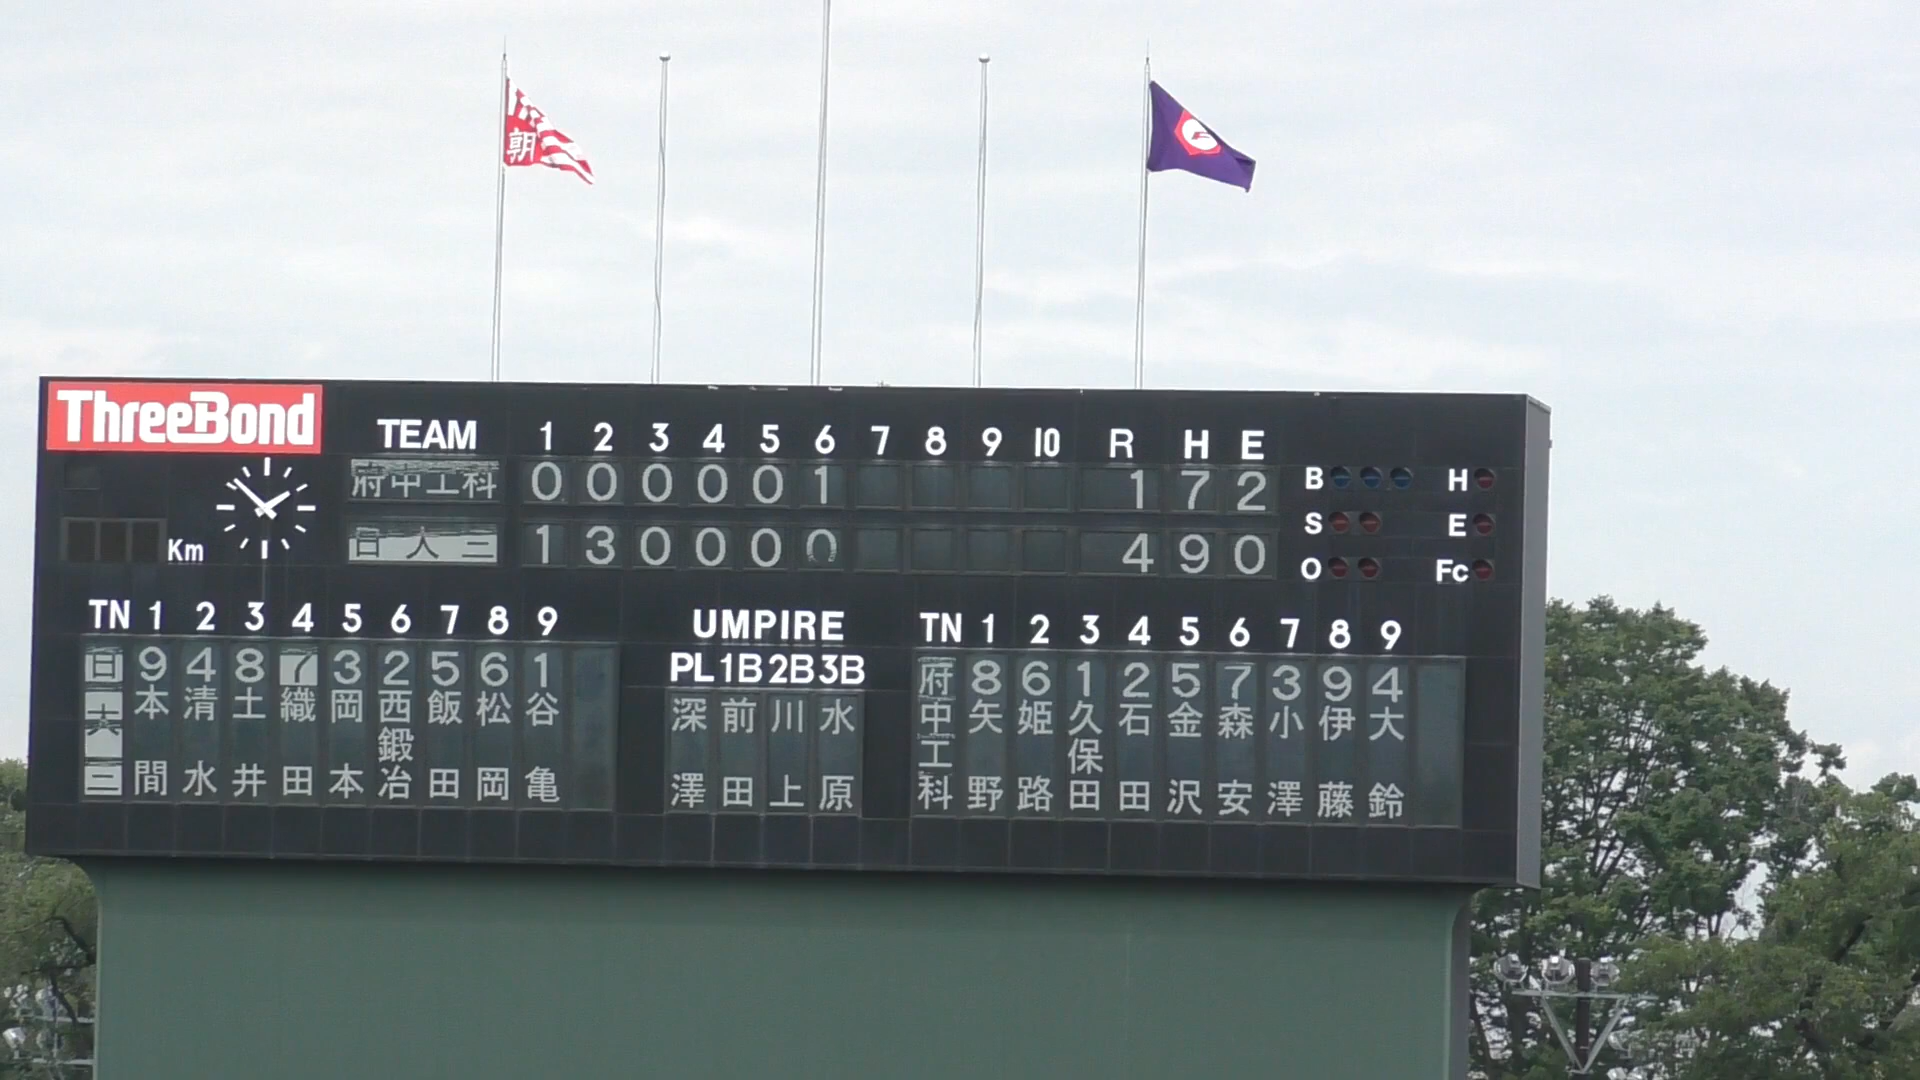 朝
ThreeBond
TEAM 1 2 3 4 5 6 7 8 9 10 R H E
府中工科 0 0 0 0 0 1 1 7 2
日大二 1 3 0 0 0 0 4 9 0
B H
S E
O Fc
Km
TN 1 2 3 4 5 6 7 8 9
日大二
9 本間
4 清水
8 土井
7 織田
3 岡本
2 西鍛冶
5 飯田
6 松岡
1 谷亀
UMPIRE
PL 1B 2B 3B
深澤
前田
川上
水原
TN 1 2 3 4 5 6 7 8 9
府中工科
8 矢野
6 姫路
1 久保田
2 石田
5 金沢
7 森安
3 小澤
9 伊藤
4 大鈴